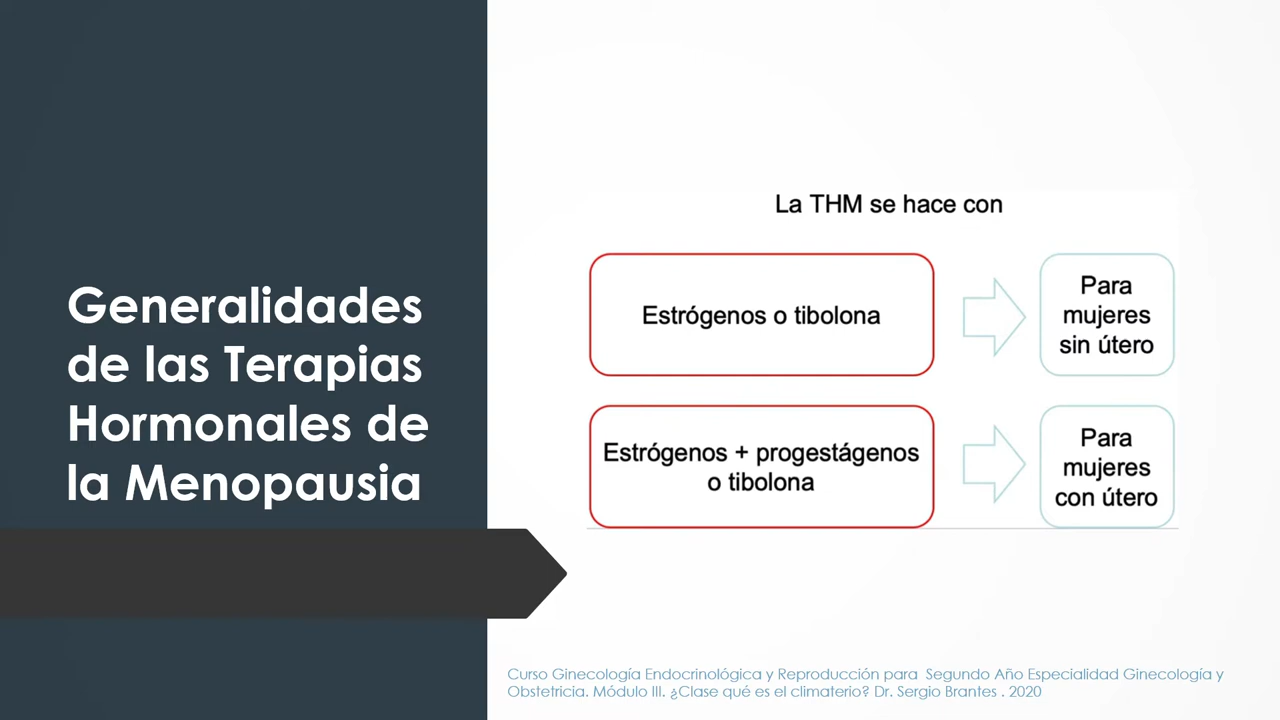 Generalidades
de las Terapias
Hormonales de
la Menopausia
La THM se hace con
Estrógenos o tibolona
Para
mujeres
sin útero
Estrógenos + progestágenos
o tibolona
Para
mujeres
con útero
Curso Ginecología Endocrinológica y Reproducción para Segundo Año Especialidad Ginecología y
Obstetricia. Módulo III. ¿Clase qué es el climaterio? Dr. Sergio Brantes . 2020